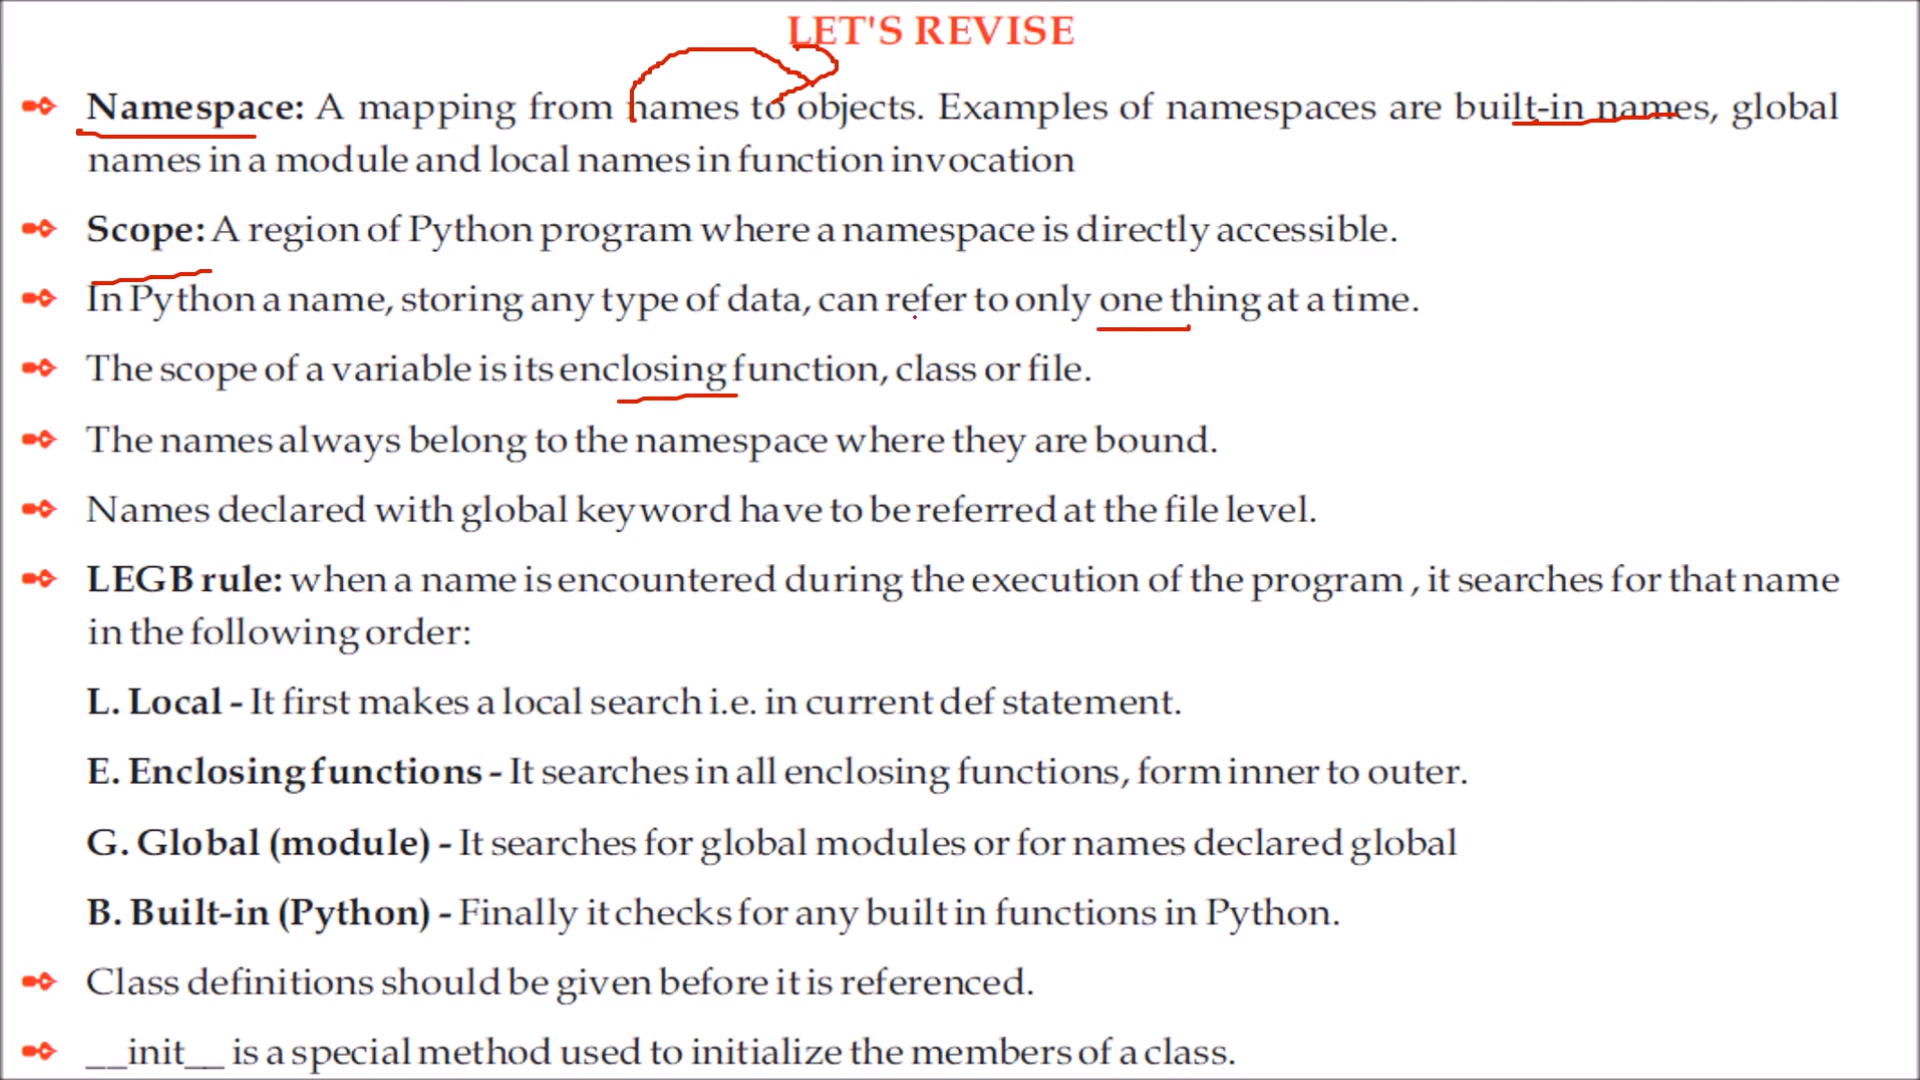 LET'S REVISE
Namespace: A mapping from names to objects. Examples of namespaces are built-in names, global
names in a module and local names in function invocation
Scope: A region of Python program where a namespace is directly accessible.
In Python a name, storing any type of data, can refer to only one thing at a time.
The scope of a variable is its enclosing function, class or file.
The names always belong to the namespace where they are bound.
Names declared with global keyword have to be referred at the file level.
LEGB rule: when a name is encountered during the execution of the program , it searches for that name
in the following order:
L. Local - It first makes a local search i.e. in current def statement.
E. Enclosing functions - It searches in all enclosing functions, form inner to outer.
G. Global (module) - It searches for global modules or for names declared global
B. Built-in (Python) - Finally it checks for any built in functions in Python.
Class definitions should be given before it is referenced.
__init__ is a special method used to initialize the members of a class.